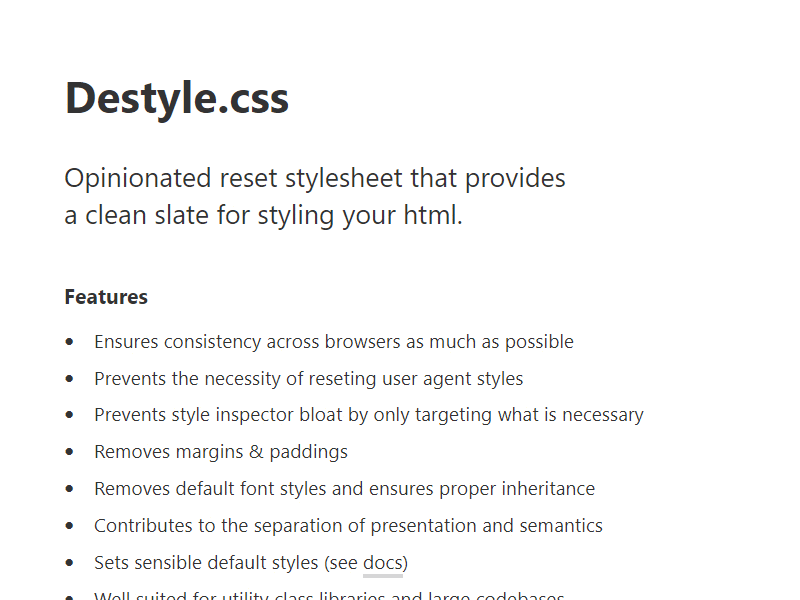 Destyle.css
Opinionated reset stylesheet that provides
a clean slate for styling your html.
Features
Ensures consistency across browsers as much as possible
Prevents the necessity of reseting user agent styles
Prevents style inspector bloat by only targeting what is necessary
Removes margins & paddings
Removes default font styles and ensures proper inheritance
Contributes to the separation of presentation and semantics
Sets sensible default styles (see docs)
Well suited for utility-class libraries and large codebases